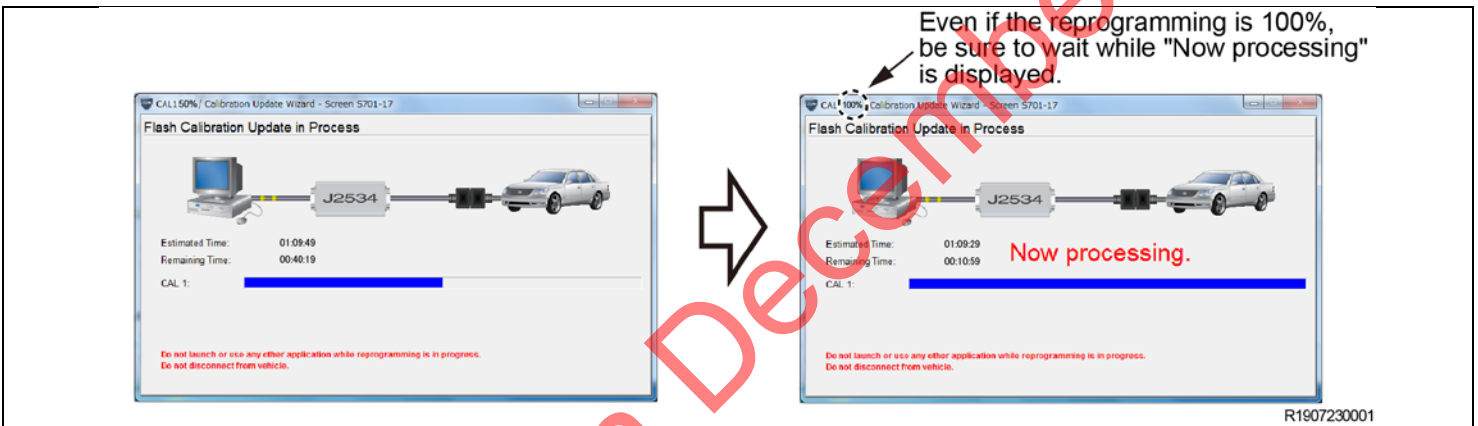 Even if the reprogramming is 100%,
be sure to wait while "Now processing"
is displayed.
CAL150%/ Calibration Update Wizard - Screen S701-17
Flash Calibration Update in Process
J2534
Estimated Time: 01:09:49
Remaining Time: 00:40:19
CAL 1:
Do not launch or use any other application while reprogramming is in progress.
Do not disconnect from vehicle.
CAL 100% Calibration Update Wizard - Screen S701-17
Flash Calibration Update in Process
J2534
Estimated Time: 01:09:29
Remaining Time: 00:10:59
Now processing.
CAL 1:
Do not launch or use any other application while reprogramming is in progress.
Do not disconnect from vehicle.
R1907230001
Decembe